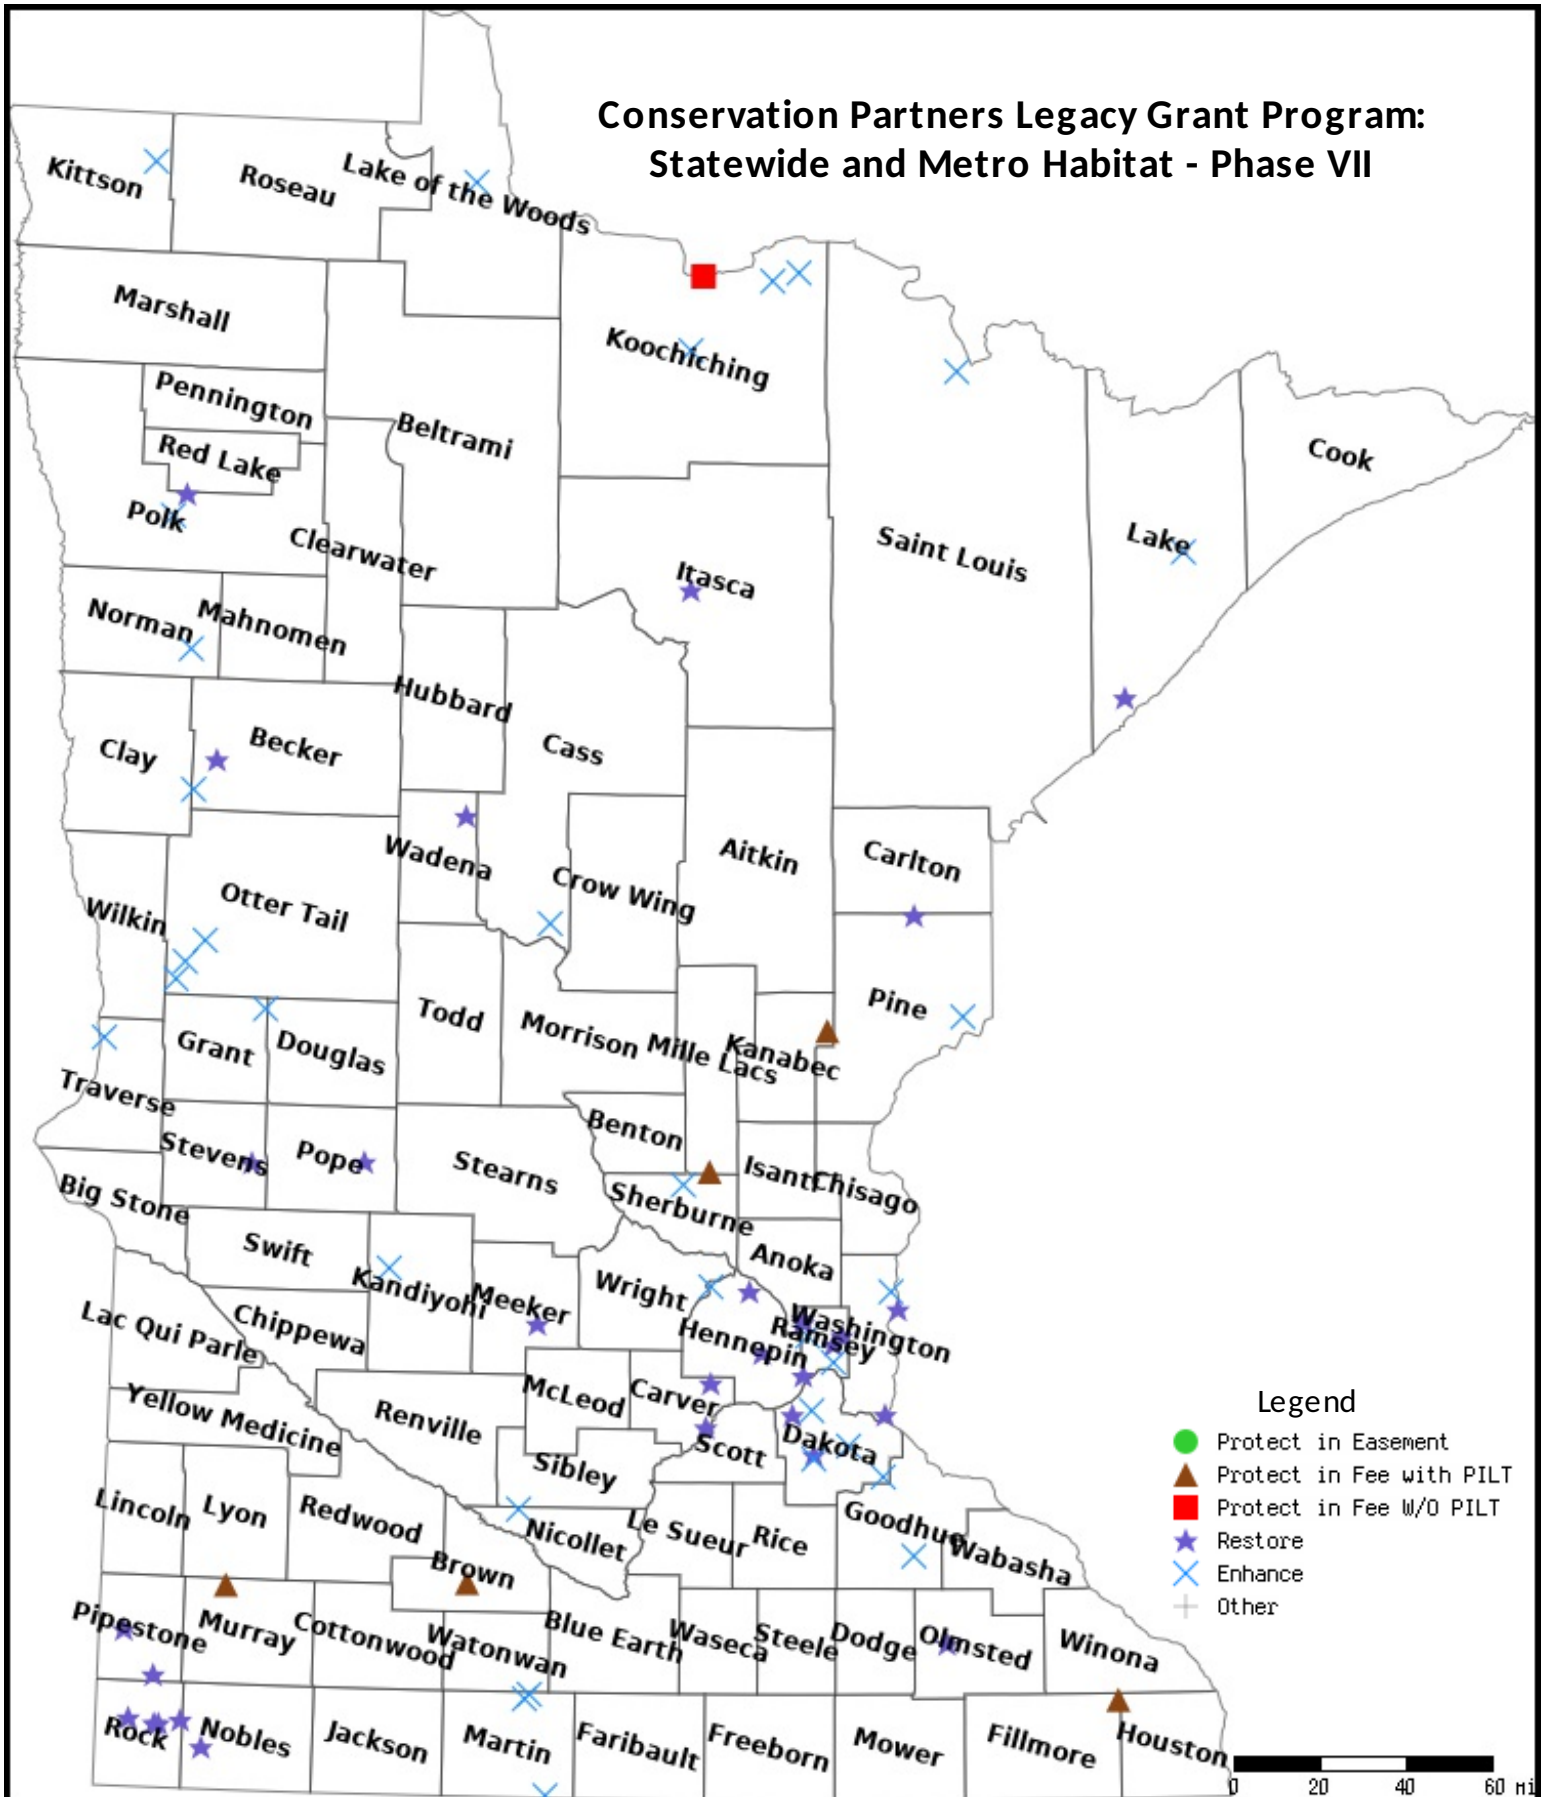 Conservation Partners Legacy Grant Program:
Statewide and Metro Habitat - Phase VII
Kittson
Roseau
Lake of the Woods
Marshall
Koochiching
Pennington
Beltrami
Red Lake
Cook
Polk
Clearwater
Saint Louis
Lake
Itasca
Norman
Mahnomen
Hubbard
Clay
Becker
Cass
Wadena
Aitkin
Carlton
Crow Wing
Wilkin
Otter Tail
Pine
Todd
Morrison
Mille Lacs
Kanabec
Grant
Douglas
Traverse
Benton
Stevens
Pope
Stearns
Isanti
Chisago
Big Stone
Sherburne
Swift
Anoka
Kandiyohi
Meeker
Wright
Lac Qui Parle
Chippewa
Hennepin
Ramsey
Washington
McLeod
Carver
Yellow Medicine
Renville
Scott
Dakota
Sibley
Lincoln
Lyon
Redwood
Nicollet
Le Sueur
Rice
Goodhue
Wabasha
Brown
Pipestone
Murray
Cottonwood
Watonwan
Blue Earth
Waseca
Steele
Dodge
Olmsted
Winona
Rock
Nobles
Jackson
Martin
Faribault
Freeborn
Mower
Fillmore
Houston
Legend
Protect in Easement
Protect in Fee with PILT
Protect in Fee W/O PILT
Restore
Enhance
Other
0 20 40 60 mi